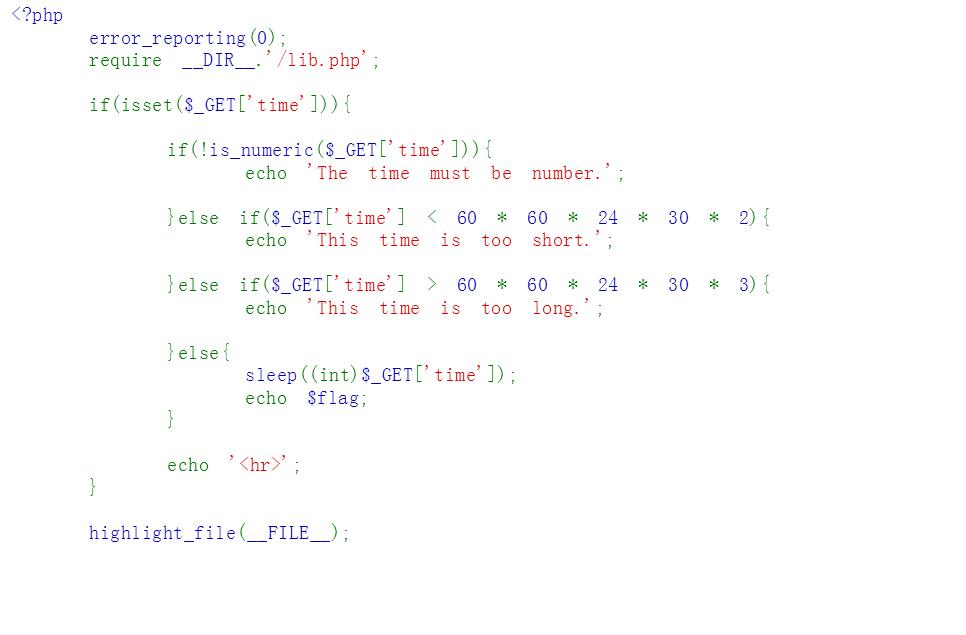 <?php
error_reporting(0);
require __DIR__.'/lib.php';
if(isset($_GET['time'])){
if(!is_numeric($_GET['time'])){
echo 'The time must be number.';
}else if($_GET['time'] < 60 * 60 * 24 * 30 * 2){
echo 'This time is too short.';
}else if($_GET['time'] > 60 * 60 * 24 * 30 * 3){
echo 'This time is too long.';
}else{
sleep((int)$_GET['time']);
echo $flag;
}
echo '<hr>';
}
highlight_file(__FILE__);